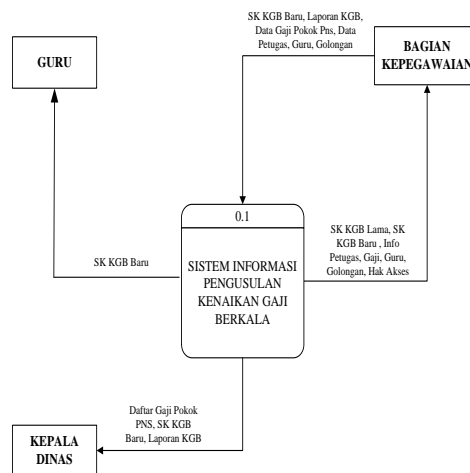 SK KGB Baru, Laporan KGB,
Data Gaji Pokok Pns, Data
Petugas, Guru, Golongan
BAGIAN
KEPEGAWAIAN
GURU
0.1
SISTEM INFORMASI
PENGUSULAN
KENAIKAN GAJI
BERKALA
SK KGB Lama, SK
KGB Baru , Info
Petugas, Gaji, Guru,
Golongan, Hak Akses
SK KGB Baru
Daftar Gaji Pokok
PNS, SK KGB
Baru, Laporan KGB
KEPALA
DINAS